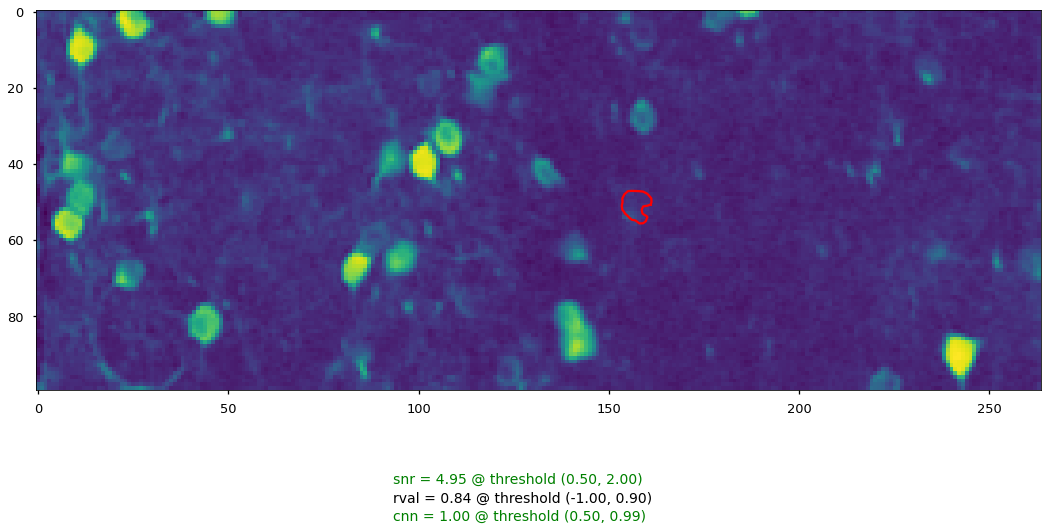 0
20
40
60
80
0 50 100 150 200 250
snr = 4.95 @ threshold (0.50, 2.00)
rval = 0.84 @ threshold (-1.00, 0.90)
cnn = 1.00 @ threshold (0.50, 0.99)